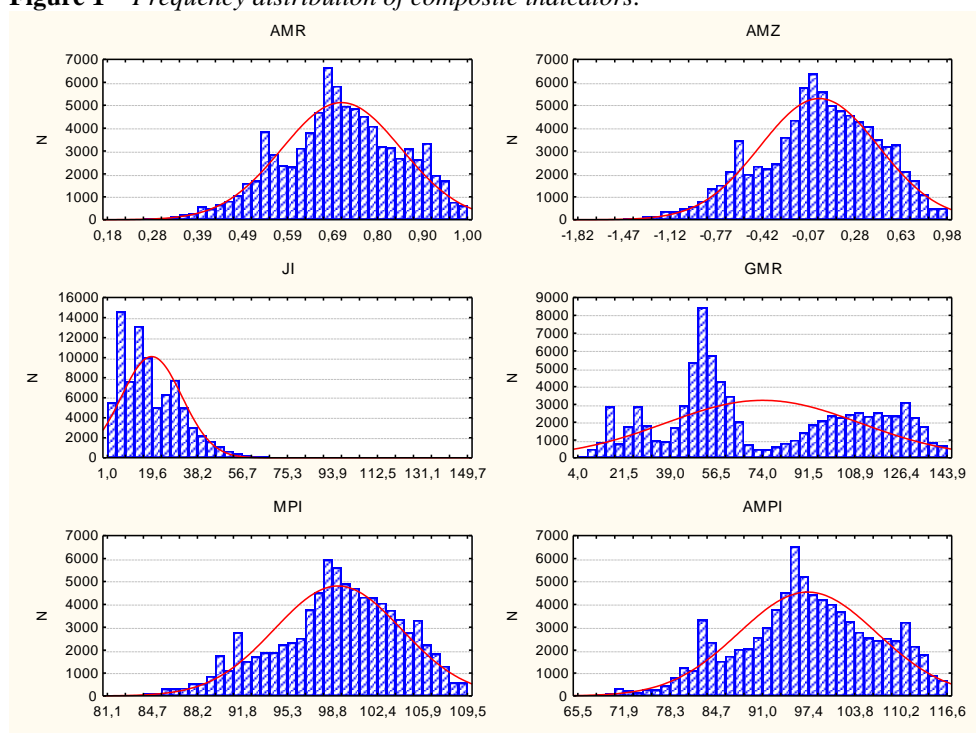 Figure 1 – Frequency distribution of composite indicators.
AMR
7000
6000
5000
4000
3000
2000
1000
0
N
0,18 0,28 0,39 0,49 0,59 0,69 0,80 0,90 1,00
AMZ
7000
6000
5000
4000
3000
2000
1000
0
N
-1,82 -1,47 -1,12 -0,77 -0,42 -0,07 0,28 0,63 0,98
JI
16000
14000
12000
10000
8000
6000
4000
2000
0
N
1,0 19,6 38,2 56,7 75,3 93,9 112,5 131,1 149,7
GMR
9000
8000
7000
6000
5000
4000
3000
2000
1000
0
N
4,0 21,5 39,0 56,5 74,0 91,5 108,9 126,4 143,9
MPI
7000
6000
5000
4000
3000
2000
1000
0
N
81,1 84,7 88,2 91,8 95,3 98,8 102,4 105,9 109,5
AMPI
7000
6000
5000
4000
3000
2000
1000
0
N
65,5 71,9 78,3 84,7 91,0 97,4 103,8 110,2 116,6